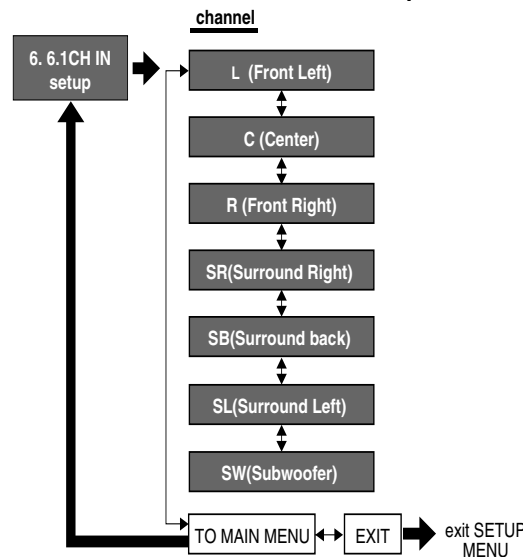 channel
6. 6.1CH IN
setup
L (Front Left)
C (Center)
R (Front Right)
SR(Surround Right)
SB(Surround back)
SL(Surround Left)
SW(Subwoofer)
TO MAIN MENU
EXIT
exit SETUP
MENU